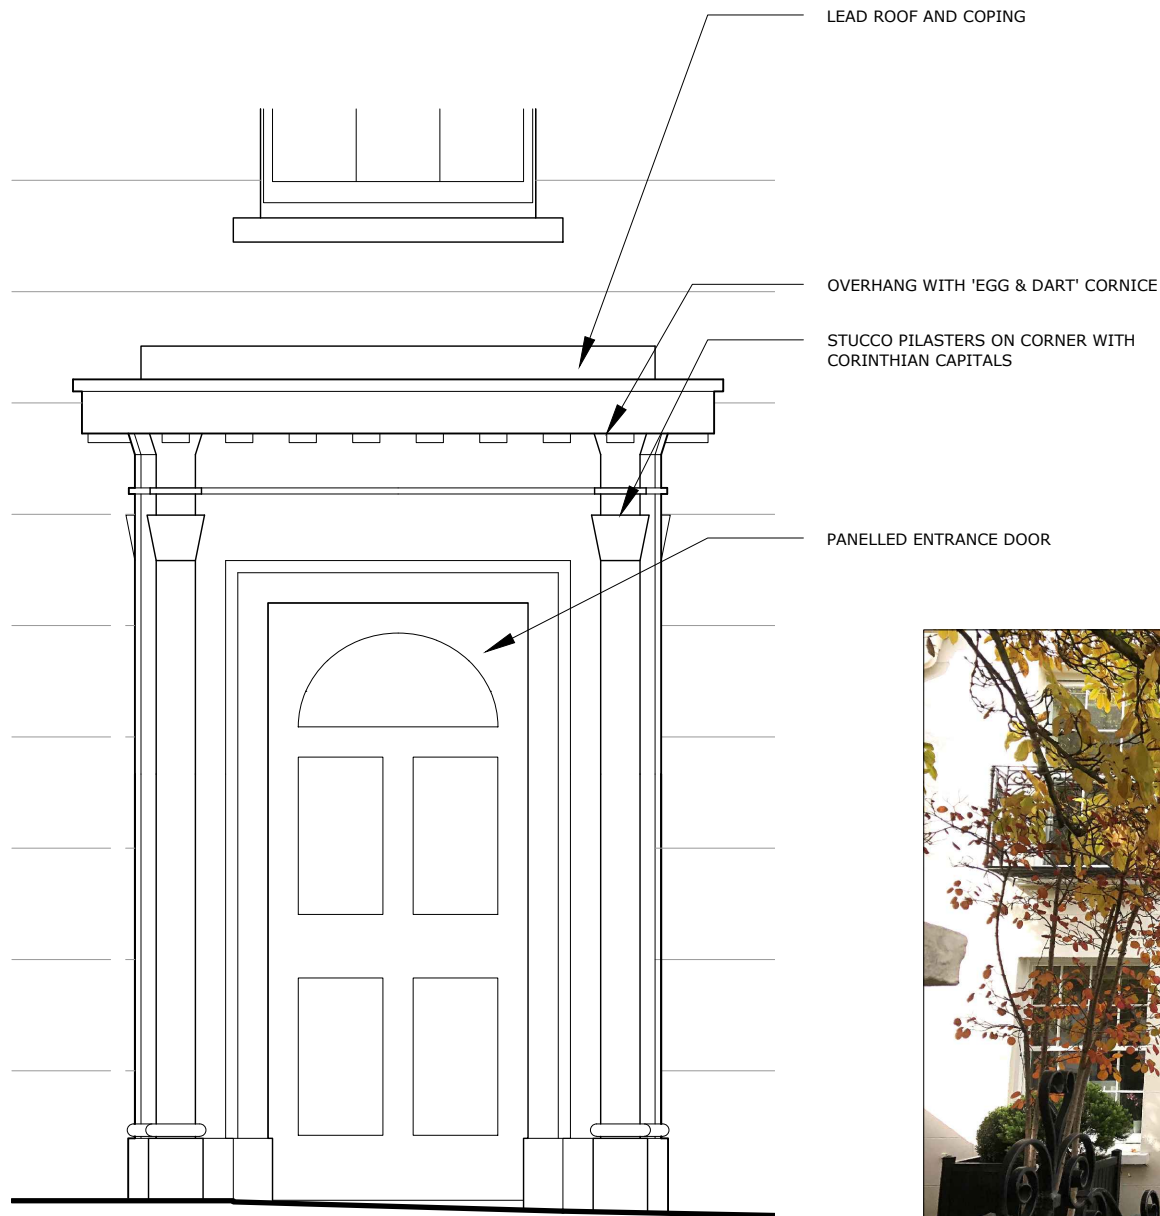 LEAD ROOF AND COPING
OVERHANG WITH 'EGG & DART' CORNICE
STUCCO PILASTERS ON CORNER WITH
CORINTHIAN CAPITALS
PANELLED ENTRANCE DOOR